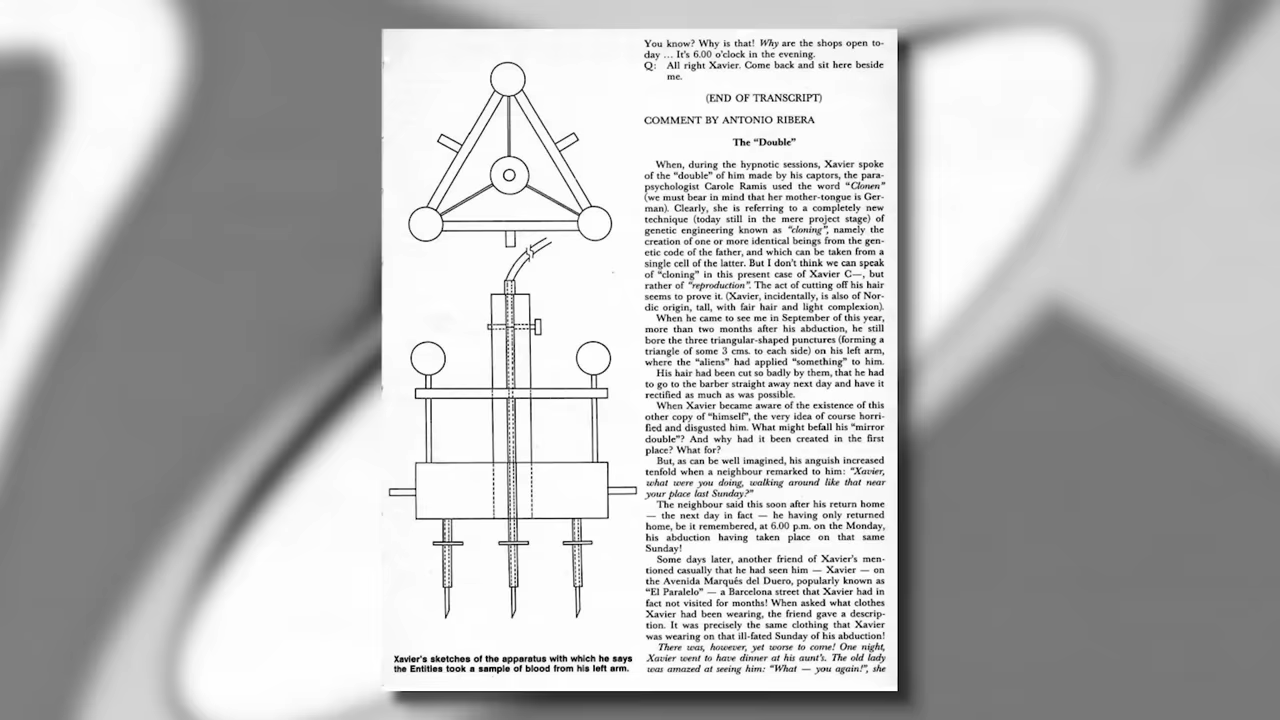 You know? Why is that! Why are the shops open to-
day ... It's 6.00 o'clock in the evening.
Q: All right Xavier. Come back and sit here beside
me.
(END OF TRANSCRIPT)
COMMENT BY ANTONIO RIBERA
The "Double"
When, during the hypnotic sessions, Xavier spoke
of the "double" of him made by his captors, the para-
psychologist Carole Ramis used the word "Clonen"
(we must bear in mind that her mother-tongue is Ger-
man). Clearly, she is referring to a completely new
technique (today still in the mere project stage) of
genetic engineering known as "cloning", namely the
creation of one or more identical beings from the gen-
etic code of the father, and which can be taken from a
single cell of the latter. But I don't think we can speak
of "cloning" in this present case of Xavier C—, but
rather of "reproduction". The act of cutting off his hair
seems to prove it. (Xavier, incidentally, is also of Nor-
dic origin, tall, with fair hair and light complexion).
When he came to see me in September of this year,
more than two months after his abduction, he still
bore the three triangular-shaped punctures (forming a
triangle of some 3 cms. to each side) on his left arm,
where the "aliens" had applied "something" to him.
His hair had been cut so badly by them, that he had
to go to the barber straight away next day and have it
rectified as much as was possible.
When Xavier became aware of the existence of this
other copy of "himself", the very idea of course horri-
fied and disgusted him. What might befall his "mirror
double"? And why had it been created in the first
place? What for?
But, as can be well imagined, his anguish increased
tenfold when a neighbour remarked to him: "Xavier,
what were you doing, walking around like that near
your place last Sunday?"
The neighbour said this soon after his return home
— the next day in fact — he having only returned
home, be it remembered, at 6.00 p.m. on the Monday,
his abduction having taken place on that same
Sunday!
Some days later, another friend of Xavier's men-
tioned casually that he had seen him — Xavier — on
the Avenida Marqués del Duero, popularly known as
"El Paralelo" — a Barcelona street that Xavier had in
fact not visited for months! When asked what clothes
Xavier had been wearing, the friend gave a descrip-
tion. It was precisely the same clothing that Xavier
was wearing on that ill-fated Sunday of his abduction!
There was, however, yet worse to come! One night,
Xavier went to have dinner at his aunt's. The old lady
was amazed at seeing him: "What — you again!", she
Xavier's sketches of the apparatus with which he says
the Entities took a sample of blood from his left arm.